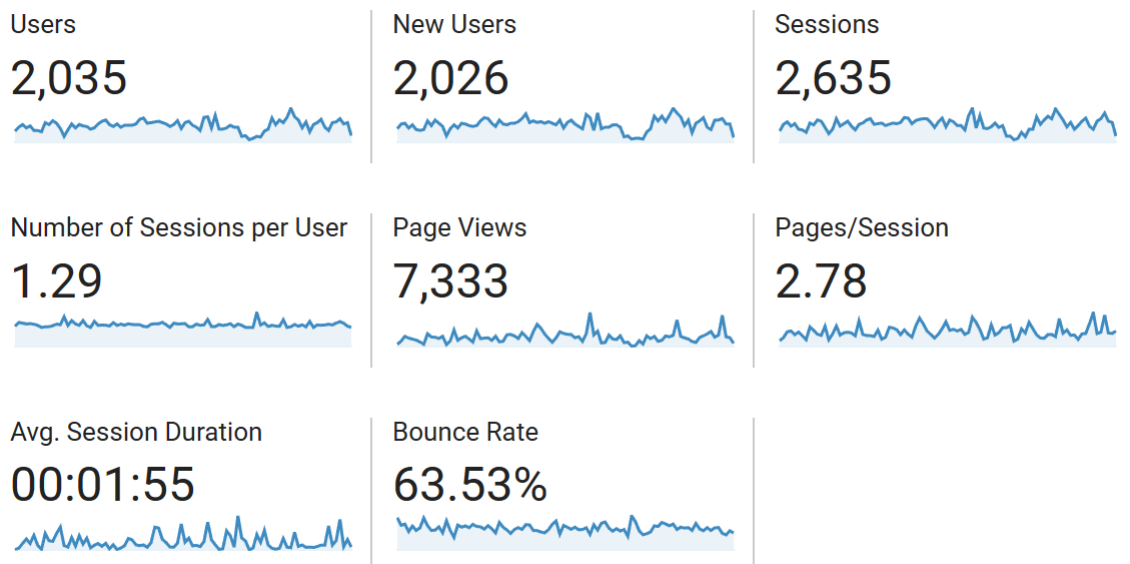 Users
2,035
New Users
2,026
Sessions
2,635
Number of Sessions per User
1.29
Page Views
7,333
Pages/Session
2.78
Avg. Session Duration
00:01:55
Bounce Rate
63.53%